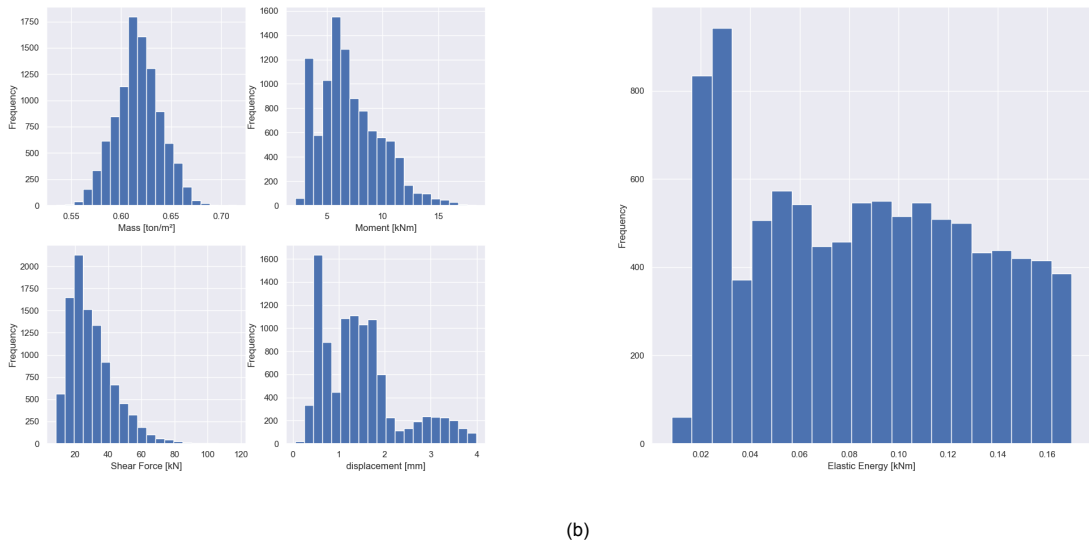 1750
1500
1250
1000
750
500
250
0
Frequency
0.55 0.60 0.65 0.70
Mass [ton/m²]
1600
1400
1200
1000
800
600
400
200
0
Frequency
5 10 15
Moment [kNm]
2000
1750
1500
1250
1000
750
500
250
0
Frequency
20 40 60 80 100 120
Shear Force [kN]
1600
1400
1200
1000
800
600
400
200
0
Frequency
0 1 2 3 4
displacement [mm]
800
600
400
200
0
Frequency
0.02 0.04 0.06 0.08 0.10 0.12 0.14 0.16
Elastic Energy [kNm]
(b)